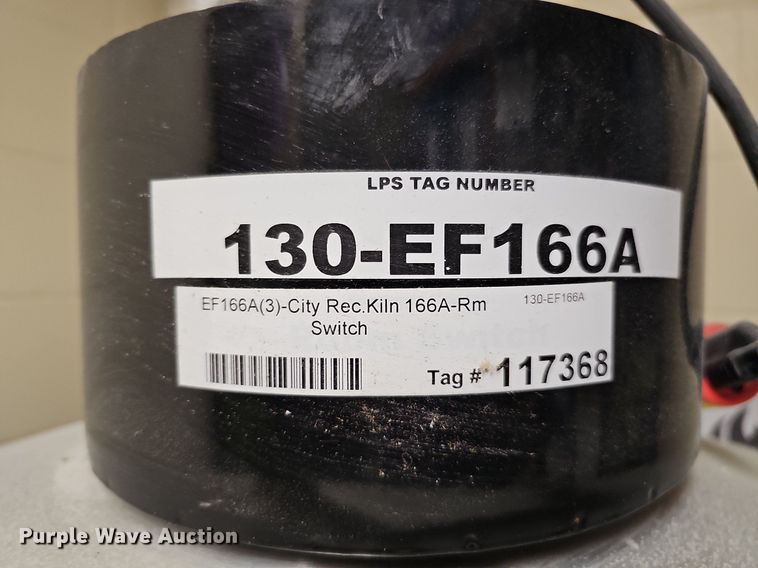 LPS TAG NUMBER
130-EF166A
EF166A(3)-City Rec.Kiln 166A-Rm Switch
130-EF166A
Tag # 117368
Purple Wave Auction